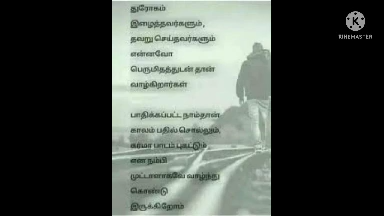 துரோகம்
இழைத்தவர்களும்,
தவறு செய்தவர்களும்
என்னவோ
பெருமிதத்துடன் தான்
வாழ்கிறார்கள்
பாதிக்கப்பட்ட நாம்தான்
காலம் பதில் சொல்லும்,
கர்மா பாடம் புகட்டும்
என நம்பி
முட்டாளாகவே வாழ்ந்து
கொண்டு
இருக்கிறோம்
KINEMASTER